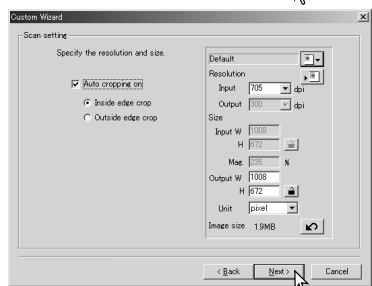 Custom Wizard
Scan setting
Specify the resolution and size.
Auto cropping on
Inside edge crop
Outside edge crop
Default
Resolution
Input 705 dpi
Output 300 dpi
Size
Input W 1008
H 672
Mag. 235 %
Output W 1008
H 672
Unit pixel
Image size 1.9MB
< Back Next > Cancel